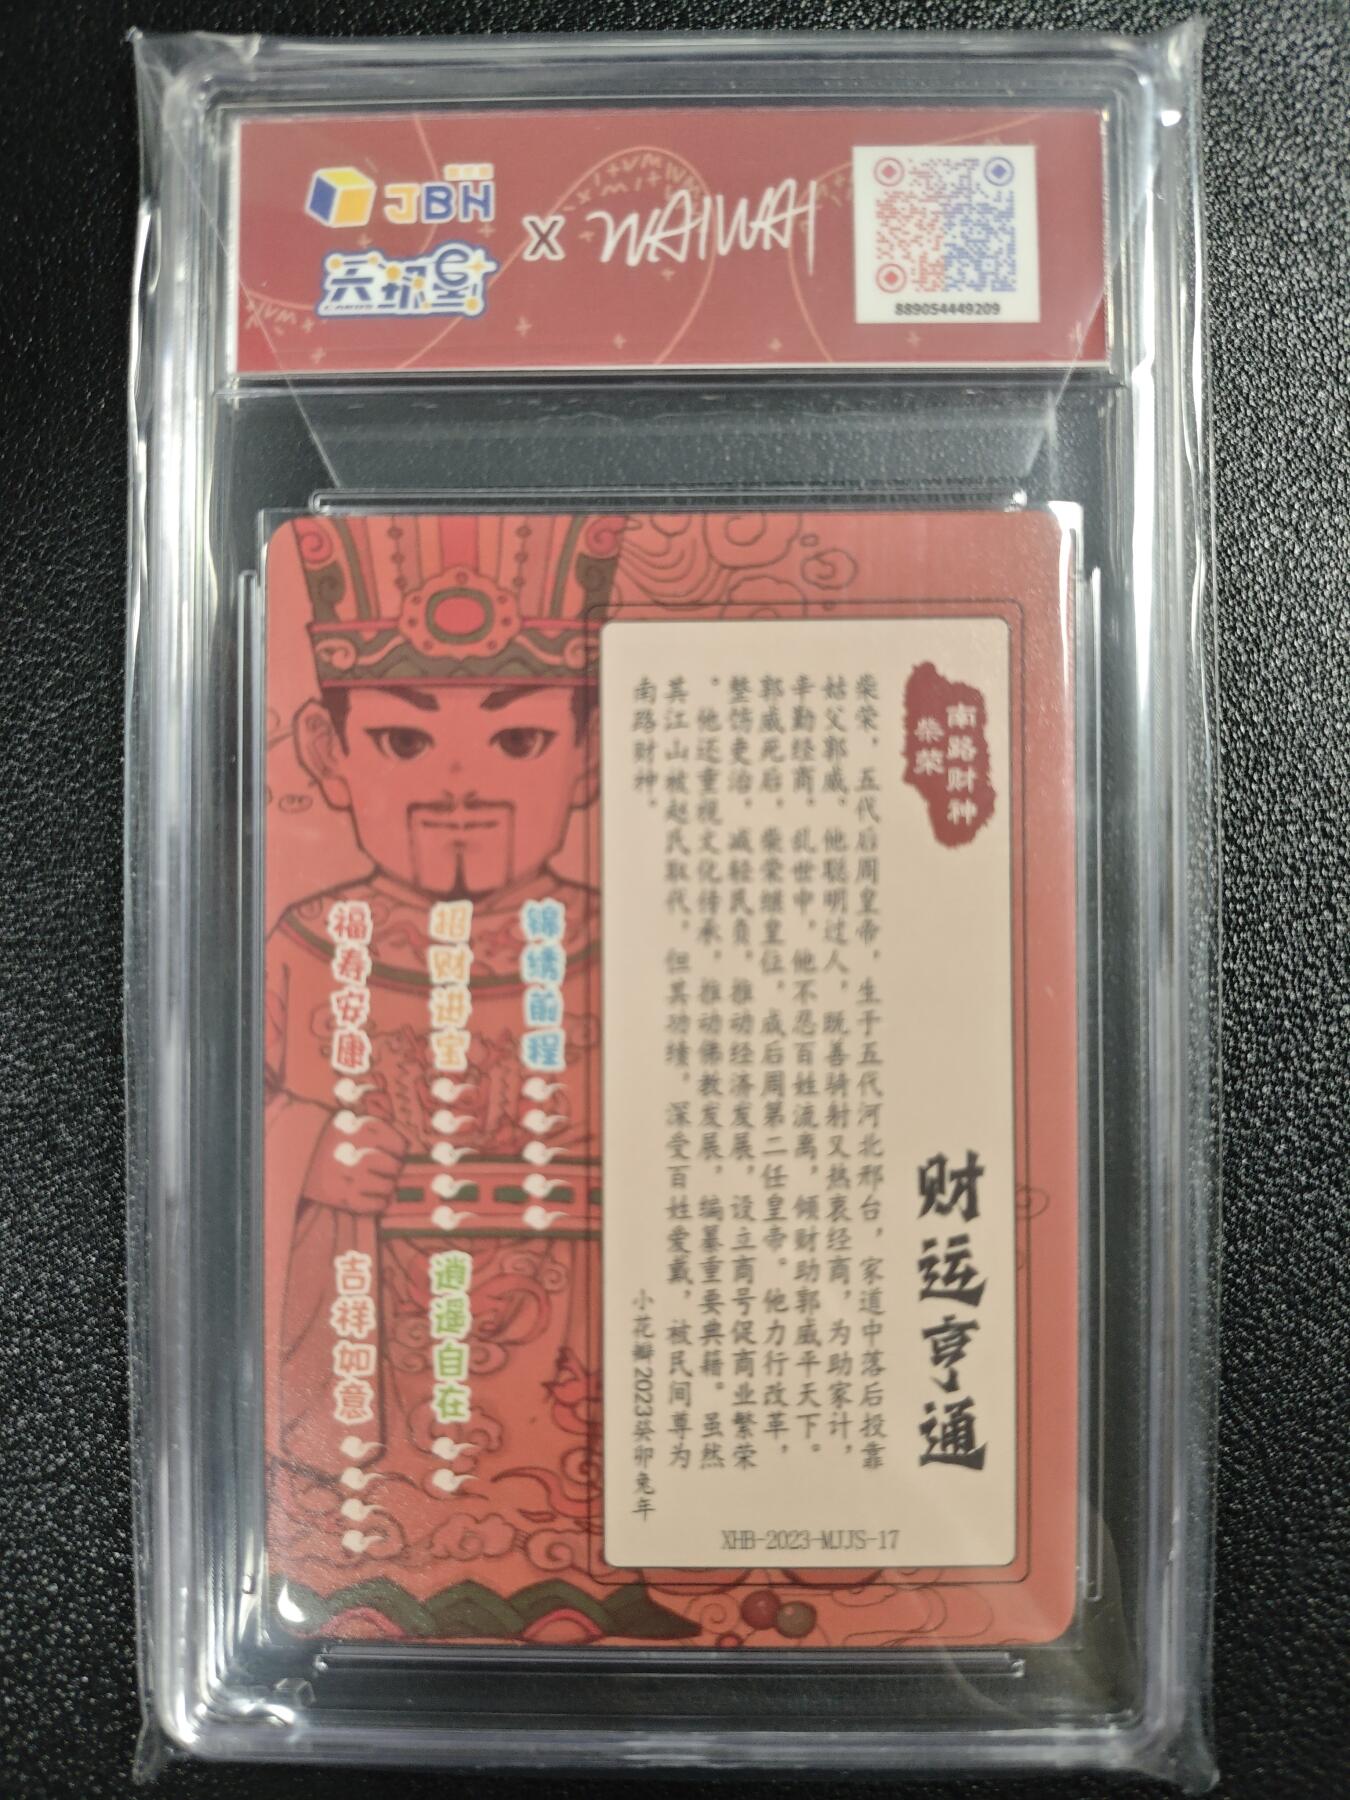 JBH
X
WAIWAI
889054449209
南路财神
柴荣
财运亨通
柴荣，五代后周皇帝，生于五代河北邢台，家道中落后投靠
姑父郭威。他聪明过人，既善骑射又热衷经商，为助家计，
辛勤经商。乱世中，他不忍百姓流离，倾财助郭威平天下。
郭威死后，柴荣继皇位，成后周第二任皇帝。他力行改革，
整饬吏治，减轻民负，推动经济发展，设立商号促商业繁荣
。他还重视文化传承，推动佛教发展，编纂重要典籍。虽然
其江山被赵氏取代，但其功绩，深受百姓爱戴，被民间尊为
南路财神。
小花瓣2023癸卯兔年
XHB-2023-MJJS-17
锦绣前程
招财进宝
逍遥自在
福寿安康
吉祥如意